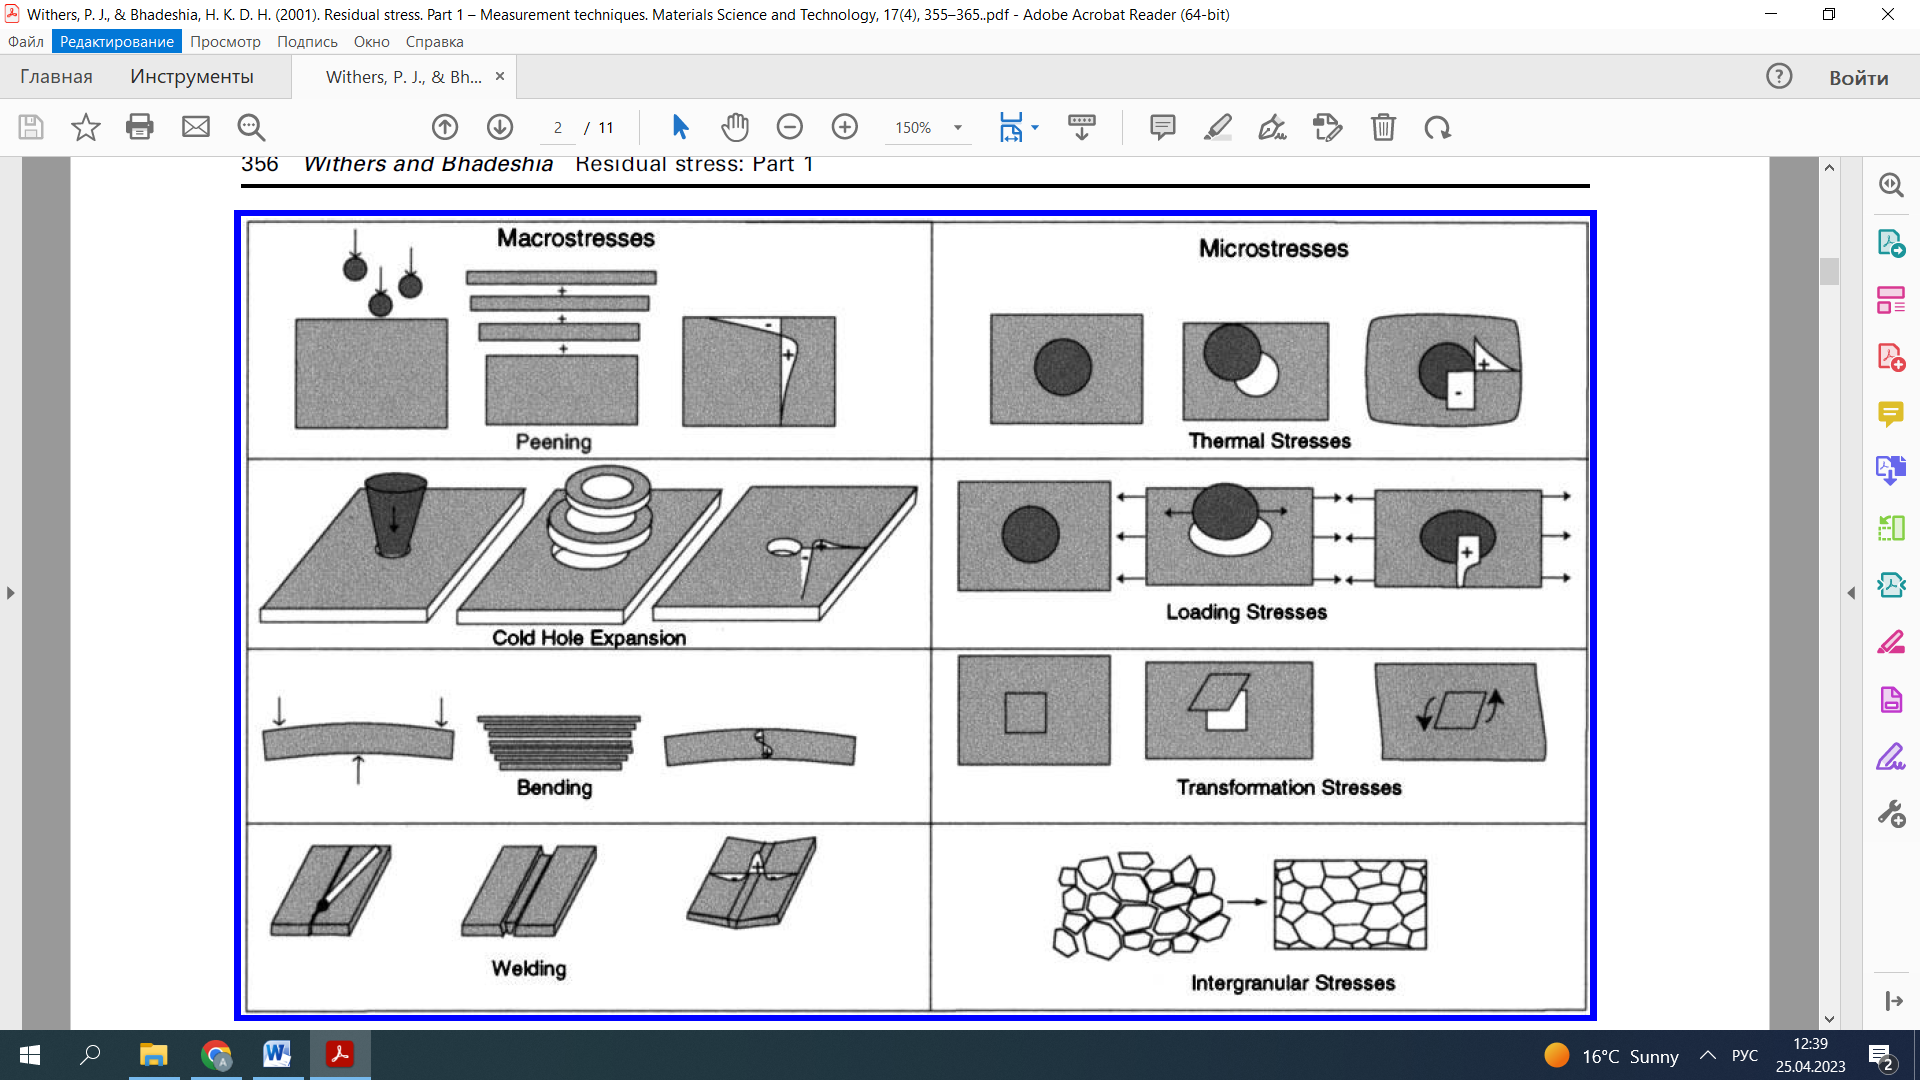 Withers, P. J., & Bhadeshia, H. K. D. H. (2001). Residual stress. Part 1 – Measurement techniques. Materials Science and Technology, 17(4), 355–365..pdf - Adobe Acrobat Reader (64-bit)
Файл Редактирование Просмотр Подпись Окно Справка
Главная Инструменты Withers, P. J., & Bh... × ? Войти
2 / 11 150%
356 Withers and Bhadeshia Residual stress: Part 1
Macrostresses
+
+
+
- +
Peening
Microstresses
+
-
Thermal Stresses
+
-
Cold Hole Expansion
+
Loading Stresses
- +
Bending
Transformation Stresses
- + -
Welding
Intergranular Stresses
16°C Sunny РУС 12:39
25.04.2023
2